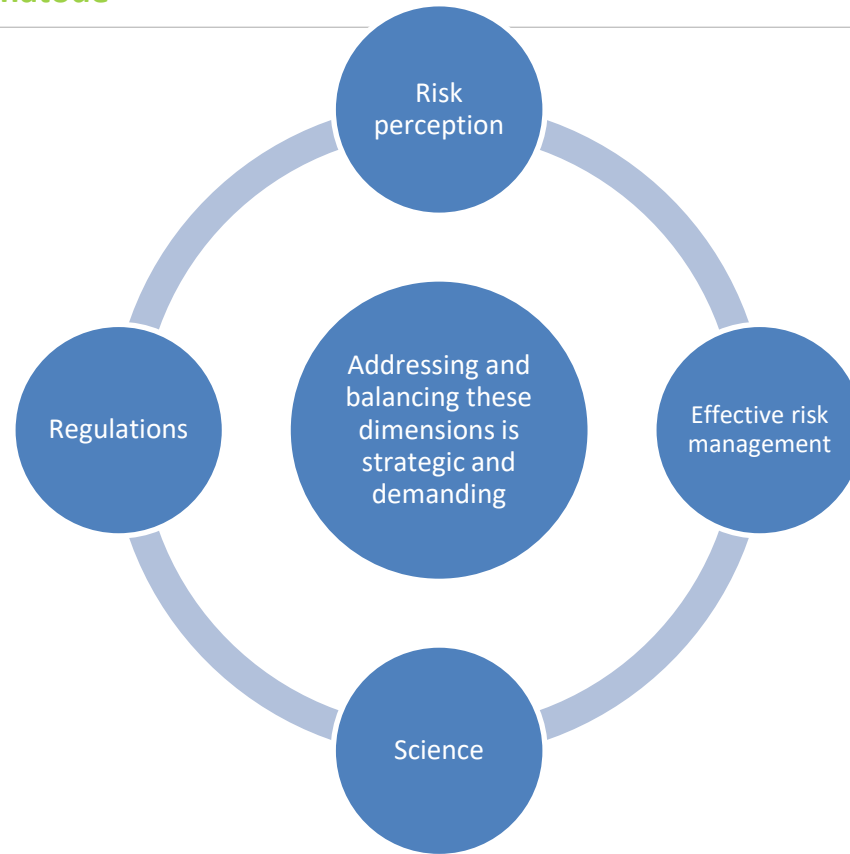 Risk
perception
Regulations
Addressing and
balancing these
dimensions is
strategic and
demanding
Effective risk
management
Science